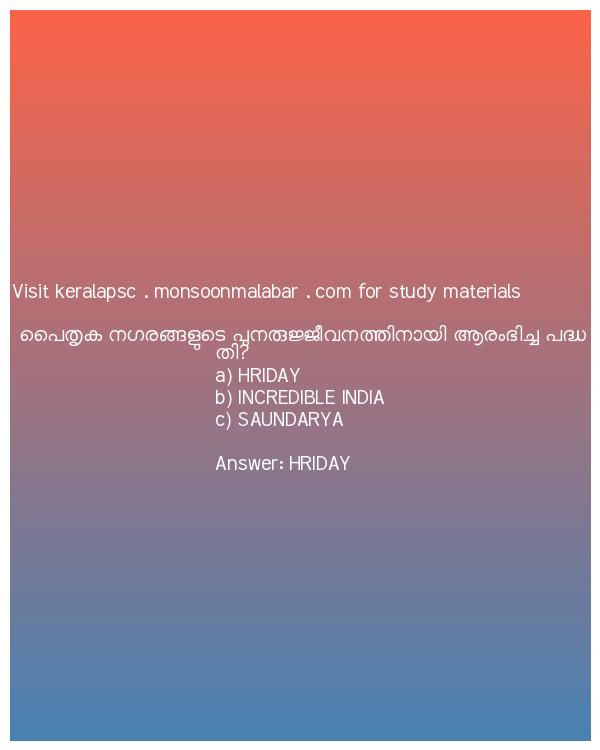 Visit keralapsc . monsoonmalabar . com for study materials
പൈതൃക നഗരങ്ങളുടെ പുനരുജ്ജീവനത്തിനായി ആരംഭിച്ച പദ്ധ
തി?
a) HRIDAY
b) INCREDIBLE INDIA
c) SAUNDARYA
Answer: HRIDAY